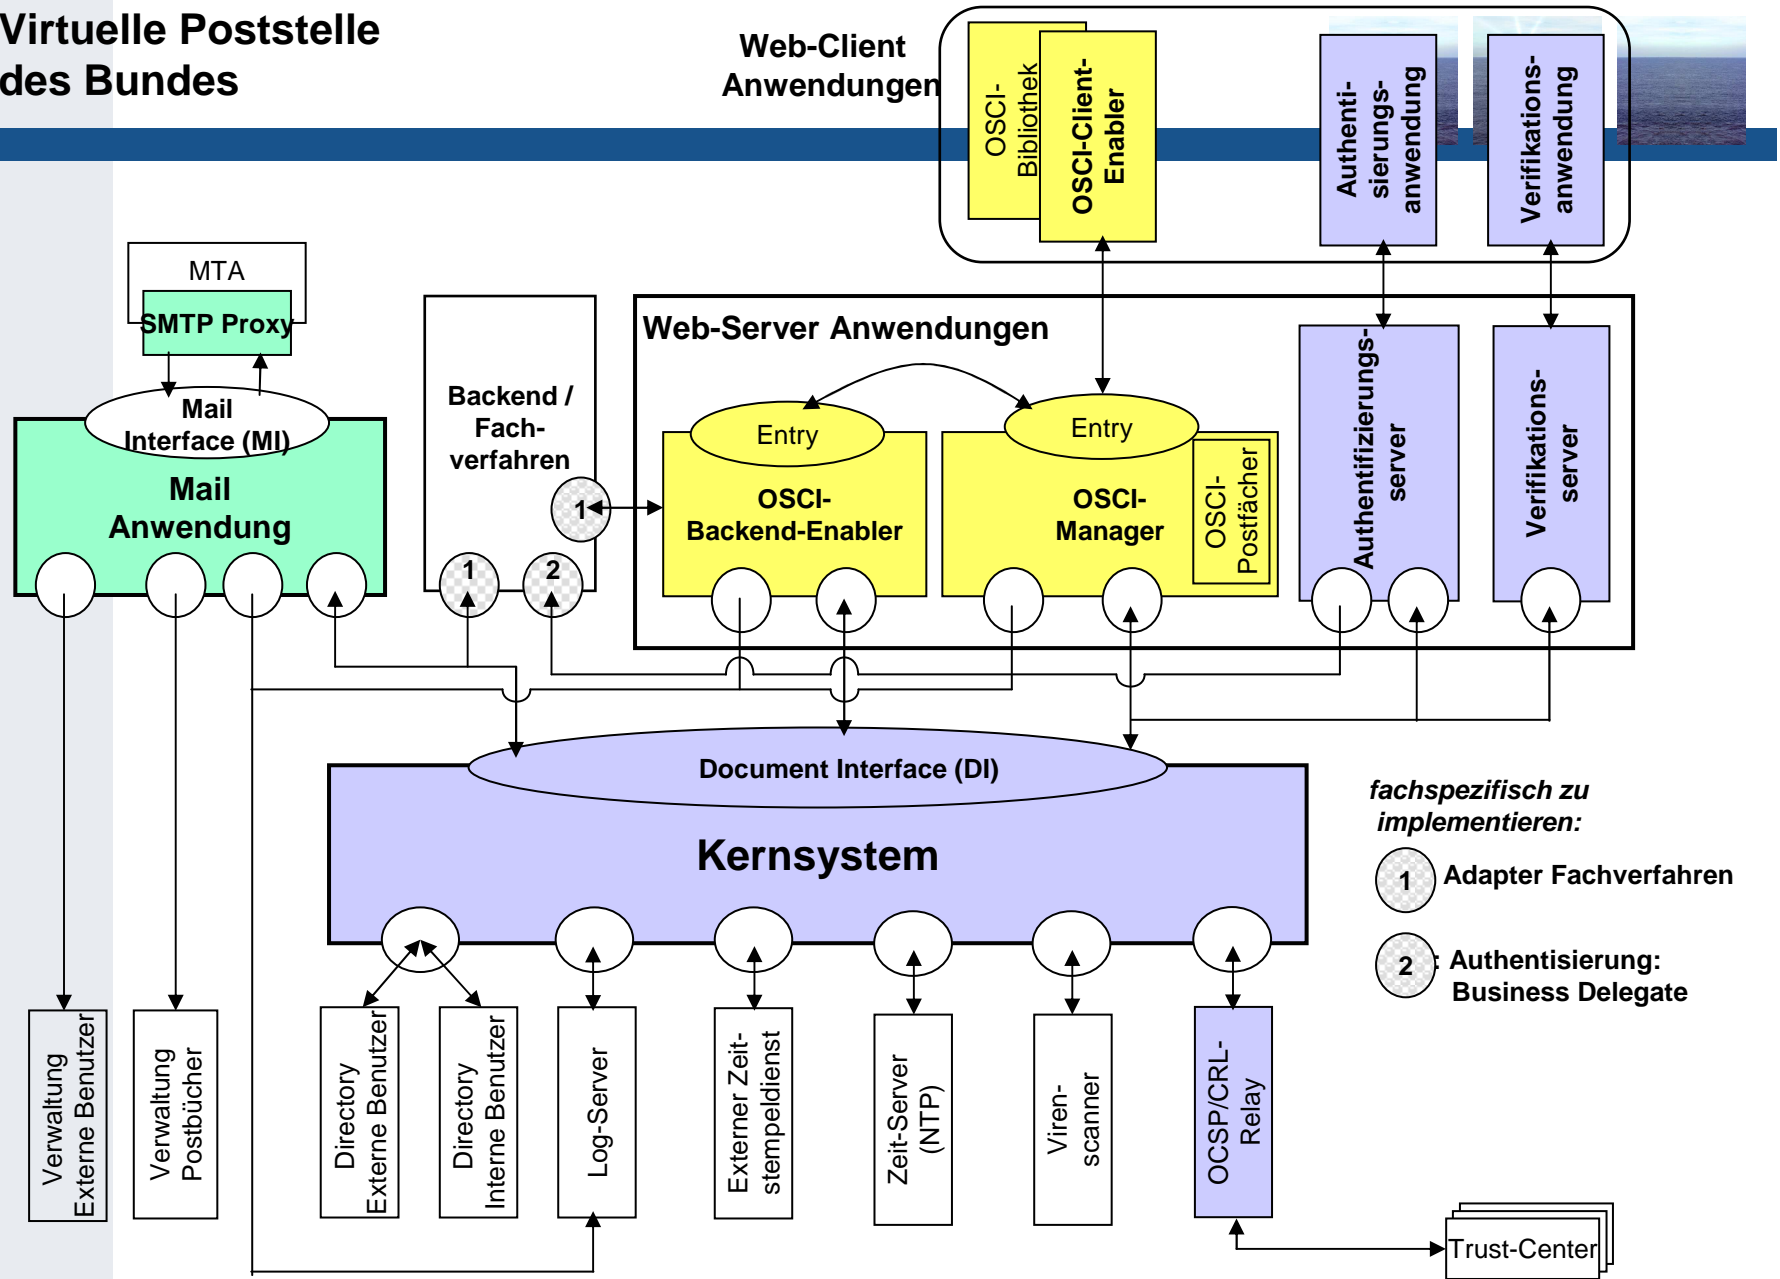 Virtuelle Poststelle
des Bundes
Web-Client
Anwendungen
OSCI-
Bibliothek
OSCI-Client-
Enabler
Authenti-
sierungs-
anwendung
Verifikations-
anwendung
MTA
SMTP Proxy
Mail
Interface (MI)
Mail
Anwendung
Backend /
Fach-
verfahren
1
1
2
Web-Server Anwendungen
Entry
OSCI-
Backend-Enabler
Entry
OSCI-
Manager
OSCI-
Postfächer
Authentifizierungs-
server
Verifikations-
server
Document Interface (DI)
Kernsystem
fachspezifisch zu
implementieren:
1 Adapter Fachverfahren
2 : Authentisierung:
Business Delegate
Verwaltung
Externe Benutzer
Verwaltung
Postbücher
Directory
Externe Benutzer
Directory
Interne Benutzer
Log-Server
Externer Zeit-
stempeldienst
Zeit-Server
(NTP)
Viren-
scanner
OCSP/CRL-
Relay
Trust-Center